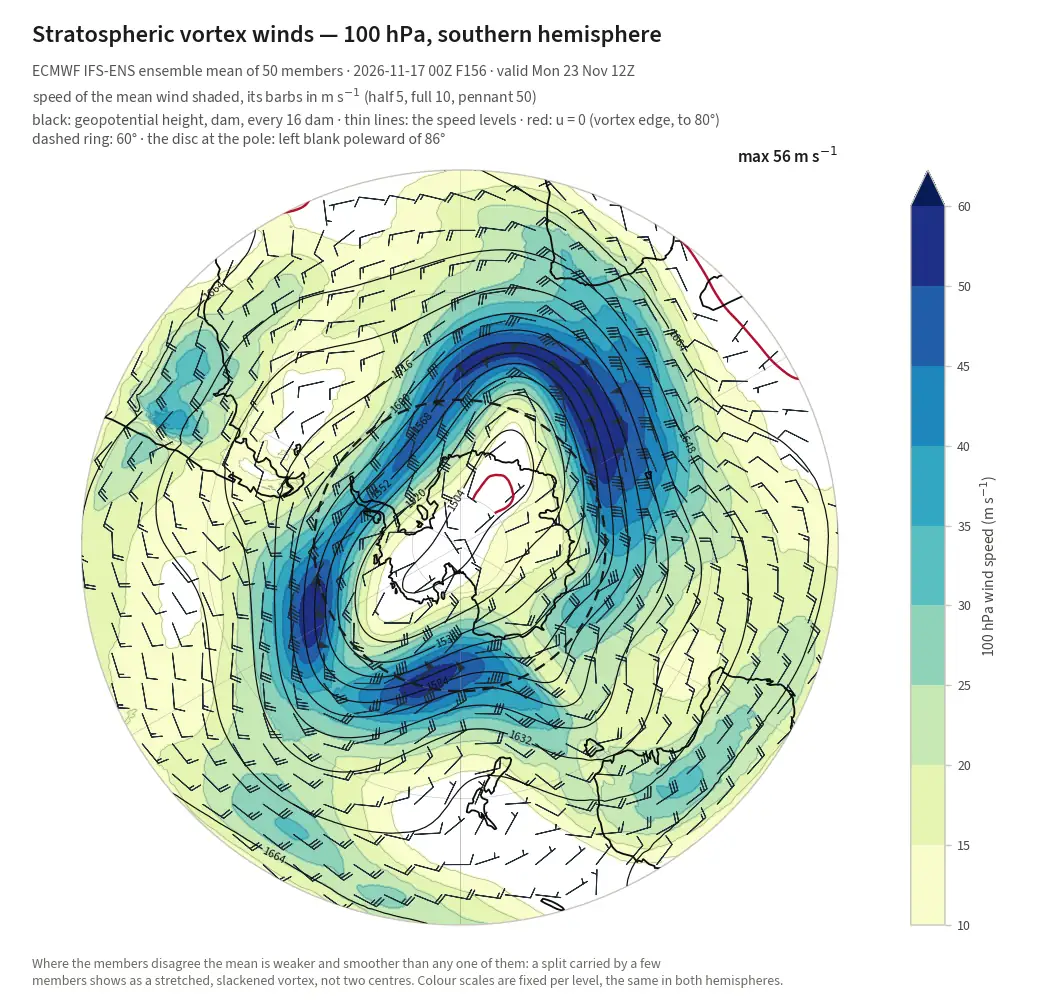 Stratospheric vortex winds — 100 hPa, southern hemisphere
ECMWF IFS-ENS ensemble mean of 50 members · 2026-11-17 00Z F156 · valid Mon 23 Nov 12Z
speed of the mean wind shaded, its barbs in m s⁻¹ (half 5, full 10, pennant 50)
black: geopotential height, dam, every 16 dam · thin lines: the speed levels · red: u = 0 (vortex edge, to 80°)
dashed ring: 60° · the disc at the pole: left blank poleward of 86°
max 56 m s⁻¹
60
50
45
40
35
30
25
20
15
10
100 hPa wind speed (m s⁻¹)
1664
1616
1568
1552
1520
1504
1648
1584
1632
1664
Where the members disagree the mean is weaker and smoother than any one of them: a split carried by a few
members shows as a stretched, slackened vortex, not two centres. Colour scales are fixed per level, the same in both hemispheres.